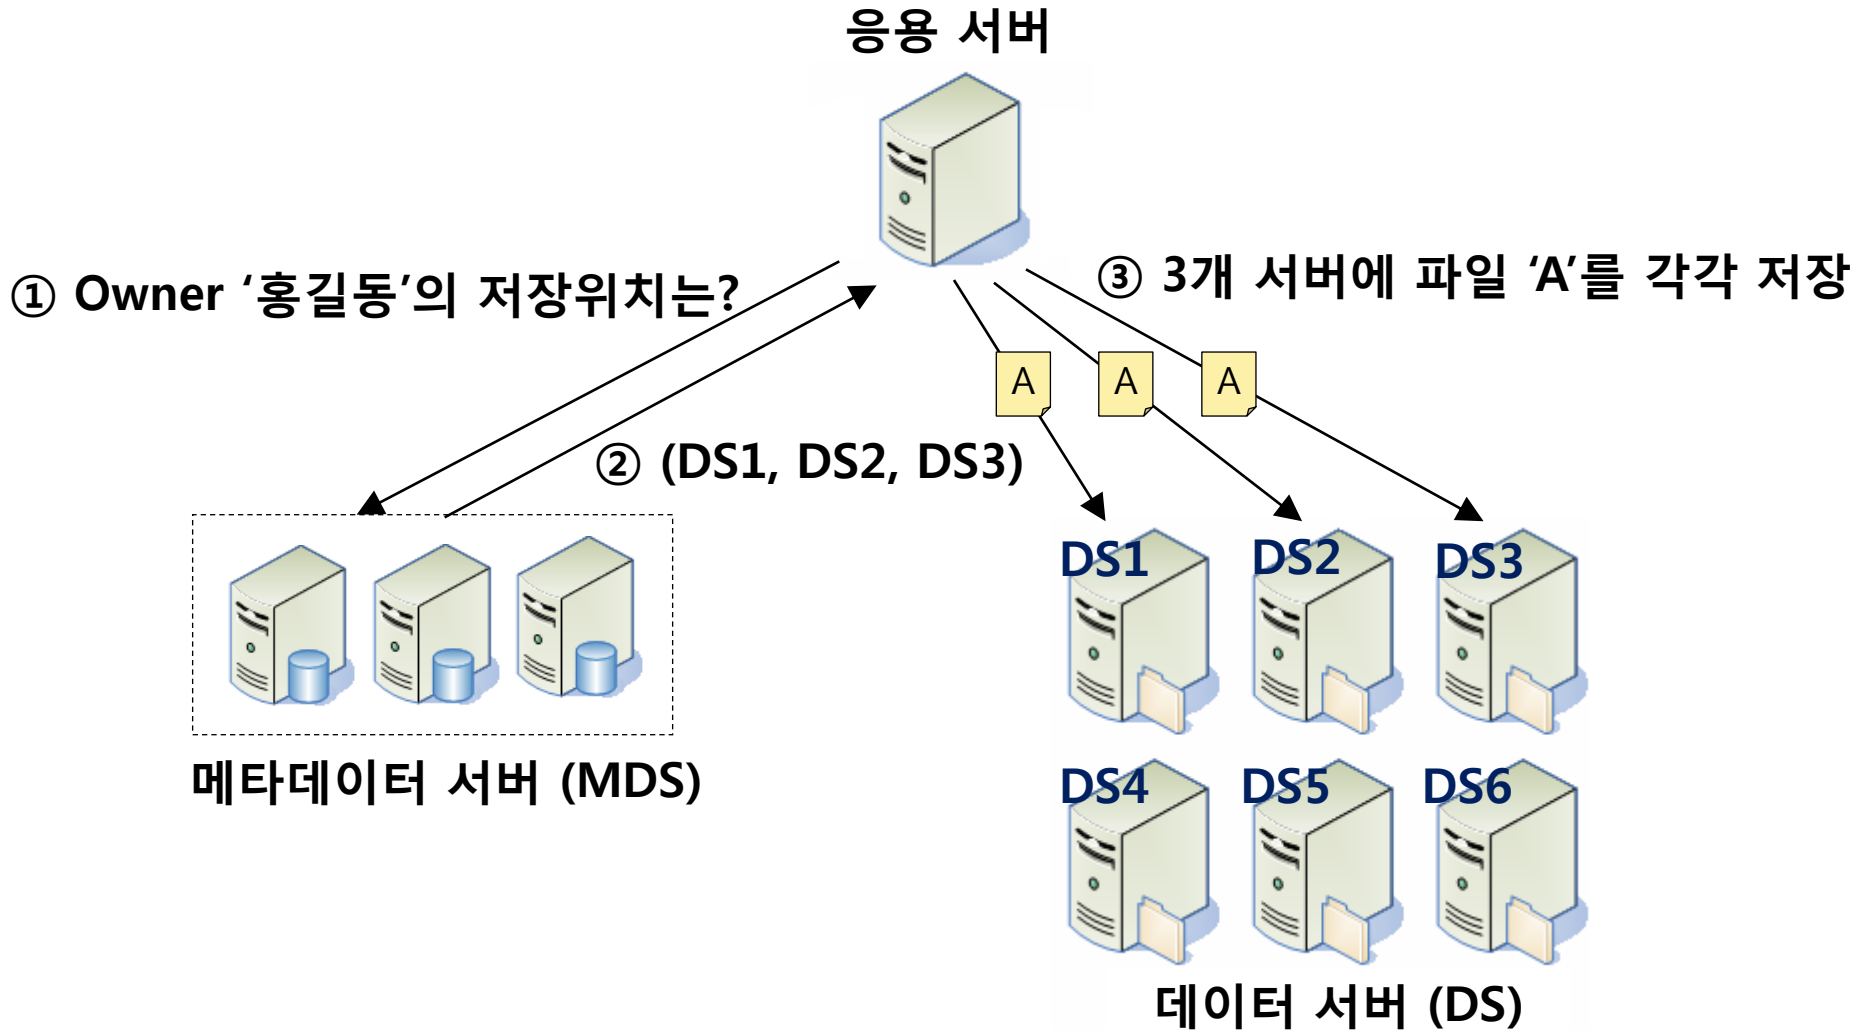 응용 서버
① Owner ‘홍길동’의 저장위치는?
③ 3개 서버에 파일 ‘A’를 각각 저장
A
A
A
② (DS1, DS2, DS3)
DS1
DS2
DS3
메타데이터 서버 (MDS)
DS4
DS5
DS6
데이터 서버 (DS)